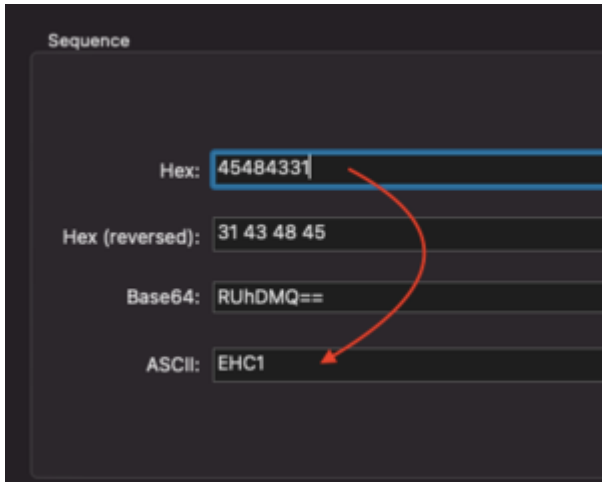 Sequence
Hex: 45484331
Hex (reversed): 31 43 48 45
Base64: RUhDMQ==
ASCII: EHC1